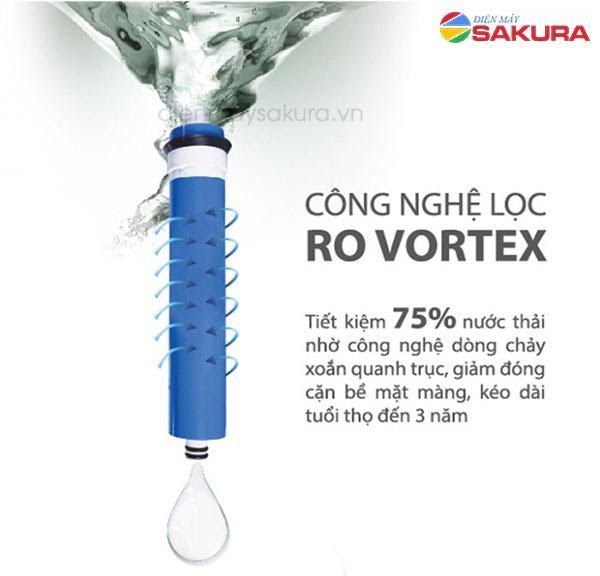 ĐIỆN MÁY
SAKURA
dienmaysakura.vn
CÔNG NGHỆ LỌC
RO VORTEX
Tiết kiệm 75% nước thải
nhờ công nghệ dòng chảy
xoắn quanh trục, giảm đóng
cặn bề mặt màng, kéo dài
tuổi thọ đến 3 năm